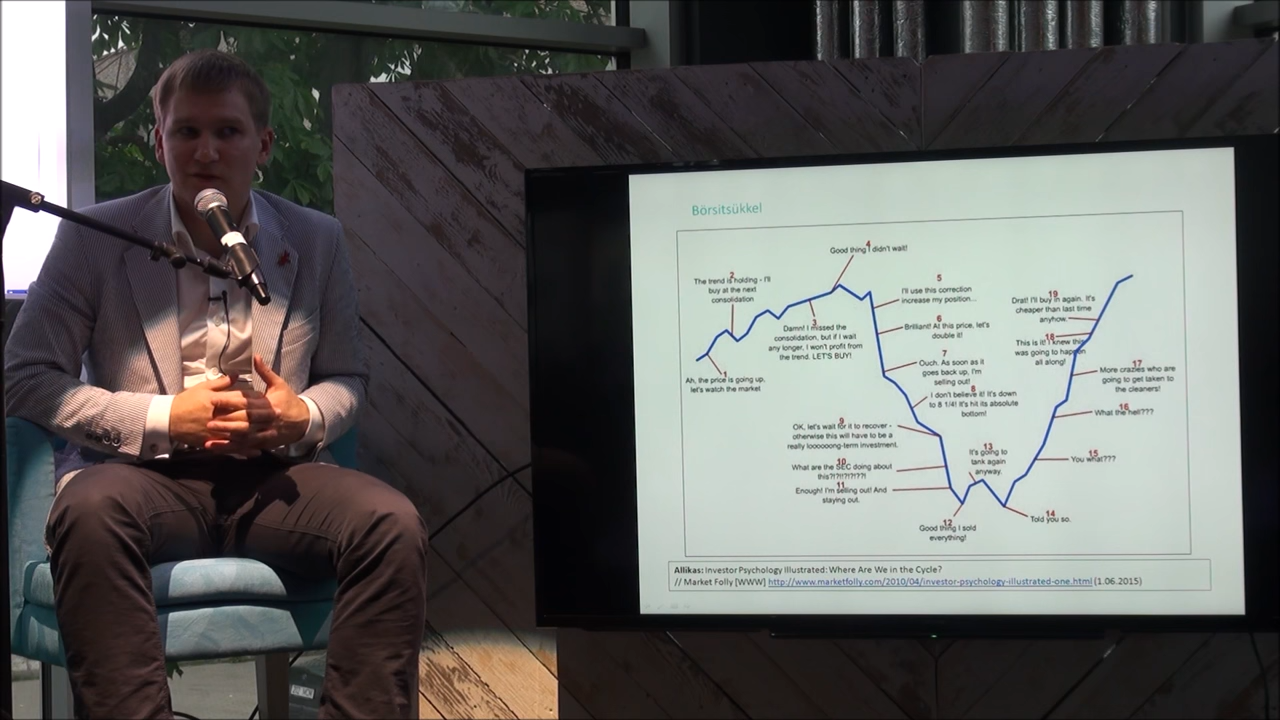 Börsitsükkel
4
Good thing I didn't wait!
2
The trend is holding - I'll
buy at the next
consolidation
3
Damn! I missed the
consolidation, but if I wait
any longer, I won't profit
from the trend. LET'S BUY!
1
Ah, the price is going up,
let's watch the market
5
I'll use this correction
increase my position...
6
Brilliant! At this price, let's
double it!
7
Ouch. As soon as it
goes back up, I'm
selling out!
8
I don't believe it! It's down
to 8 1/4! It's hit its absolute
bottom!
9
OK, let's wait for it to recover -
otherwise this will have to be a
really loooooong-term investment.
10
What are the SEC doing about
this?!?!!?!?!??!
11
Enough! I'm selling out! And
staying out.
12
Good thing I sold
everything!
13
It's going to
tank again
anyway.
14
Told you so.
15
You what???
16
What the hell???
17
More crazies who are
going to get taken to
the cleaners!
18
This is it! I knew this
was going to happen
all along!
19
Drat! I'll buy in again. It's
cheaper than last time
anyhow.
Allikas: Investor Psychology Illustrated: Where Are We in the Cycle?
// Market Folly [WWW] http://www.marketfolly.com/2010/04/investor-psychology-illustrated-one.html (1.06.2015)